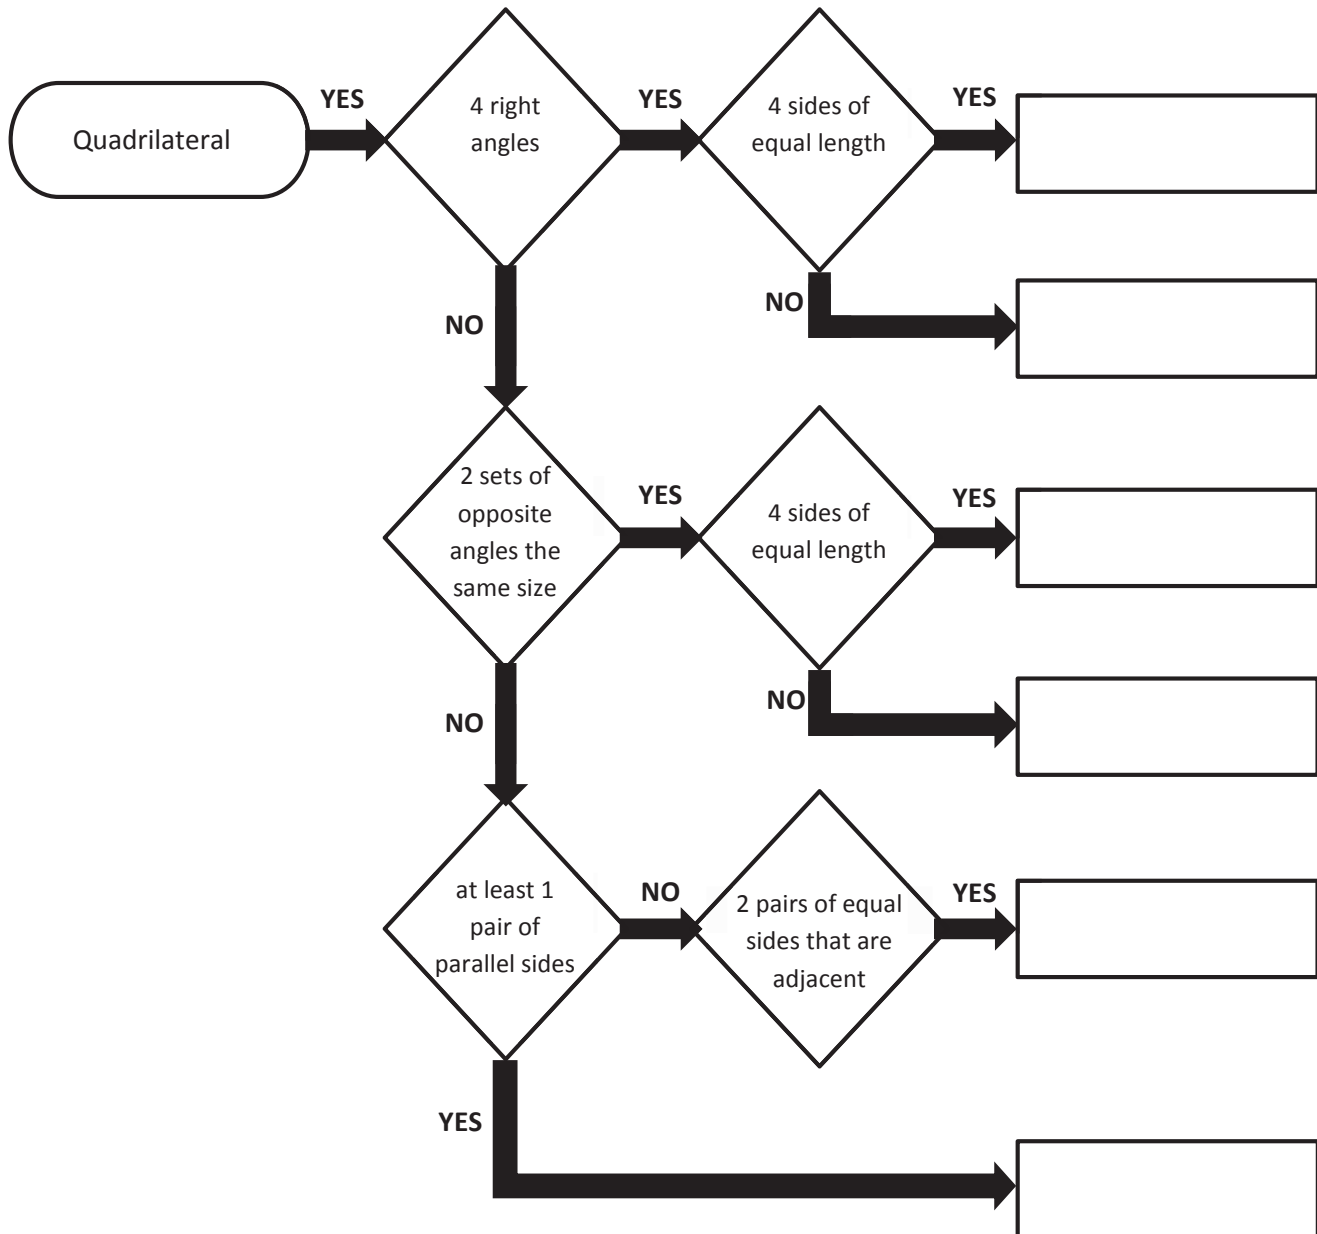 Quadrilateral
YES
4 right
angles
YES
4 sides of
equal length
YES
NO
NO
2 sets of
opposite
angles the
same size
YES
4 sides of
equal length
YES
NO
NO
at least 1
pair of
parallel sides
NO
2 pairs of equal
sides that are
adjacent
YES
YES